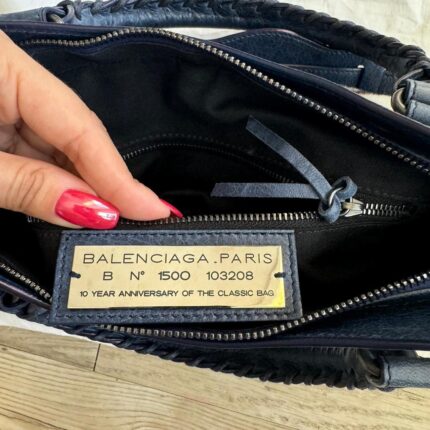 BALENCIAGA.PARIS
B N° 1500 103208
10 YEAR ANNIVERSARY OF THE CLASSIC BAG